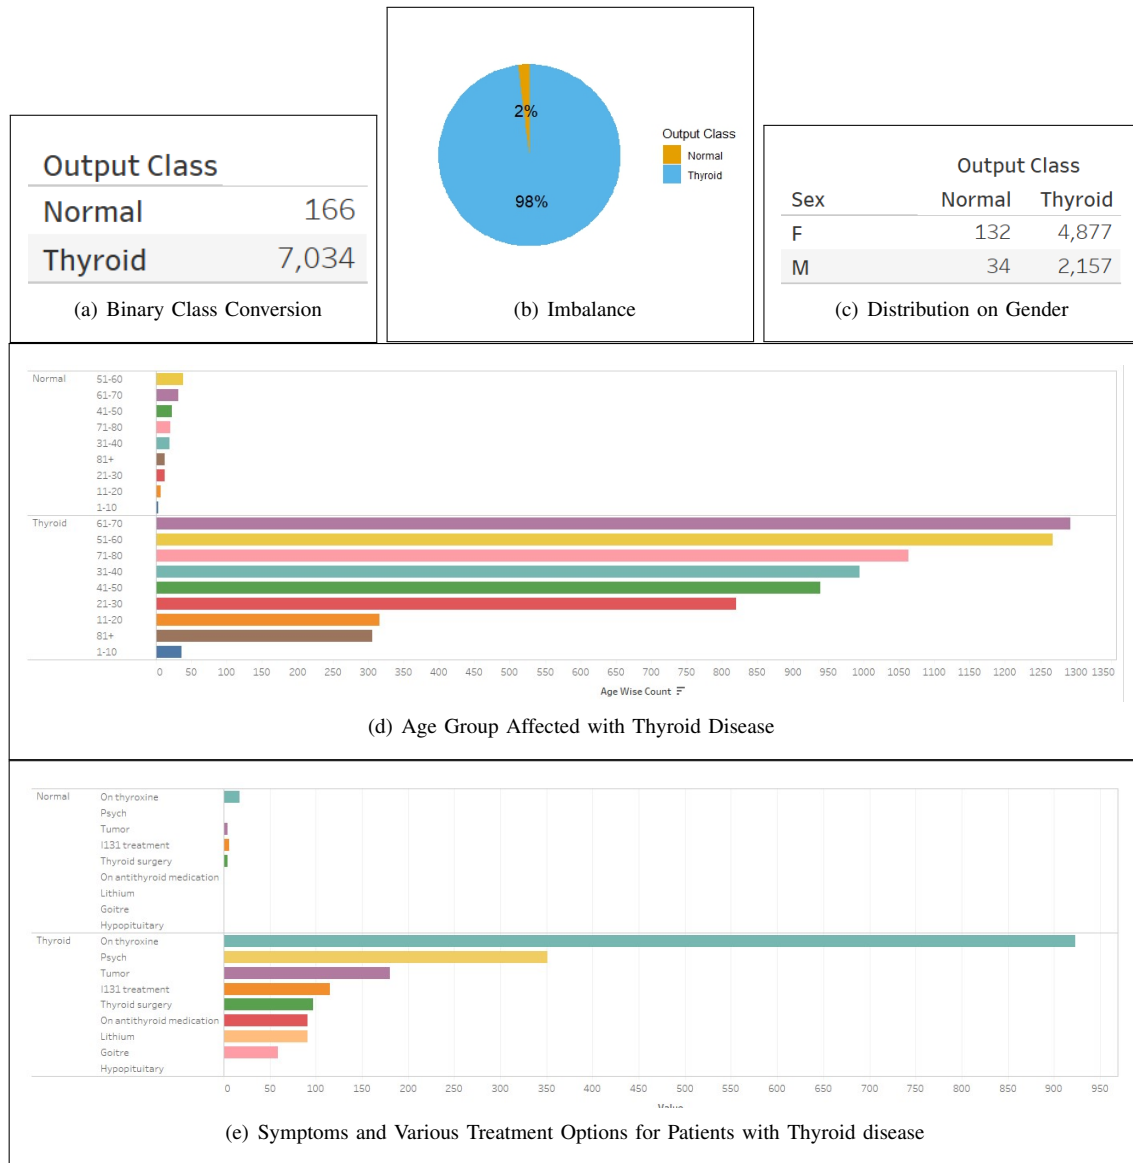 Output Class
Normal 166
Thyroid 7,034
(a) Binary Class Conversion
2%
98%
Output Class
Normal
Thyroid
(b) Imbalance
Output Class
Sex Normal Thyroid
F 132 4,877
M 34 2,157
(c) Distribution on Gender
Normal 51-60
61-70
41-50
71-80
31-40
81+
21-30
11-20
1-10
Thyroid 61-70
51-60
71-80
31-40
41-50
21-30
11-20
81+
1-10
0 50 100 150 200 250 300 350 400 450 500 550 600 650 700 750 800 850 900 950 1000 1050 1100 1150 1200 1250 1300 1350
Age Wise Count
(d) Age Group Affected with Thyroid Disease
Normal On thyroxine
Psych
Tumor
I131 treatment
Thyroid surgery
On antithyroid medication
Lithium
Goitre
Hypopituitary
Thyroid On thyroxine
Psych
Tumor
I131 treatment
Thyroid surgery
On antithyroid medication
Lithium
Goitre
Hypopituitary
0 50 100 150 200 250 300 350 400 450 500 550 600 650 700 750 800 850 900 950
Value
(e) Symptoms and Various Treatment Options for Patients with Thyroid disease